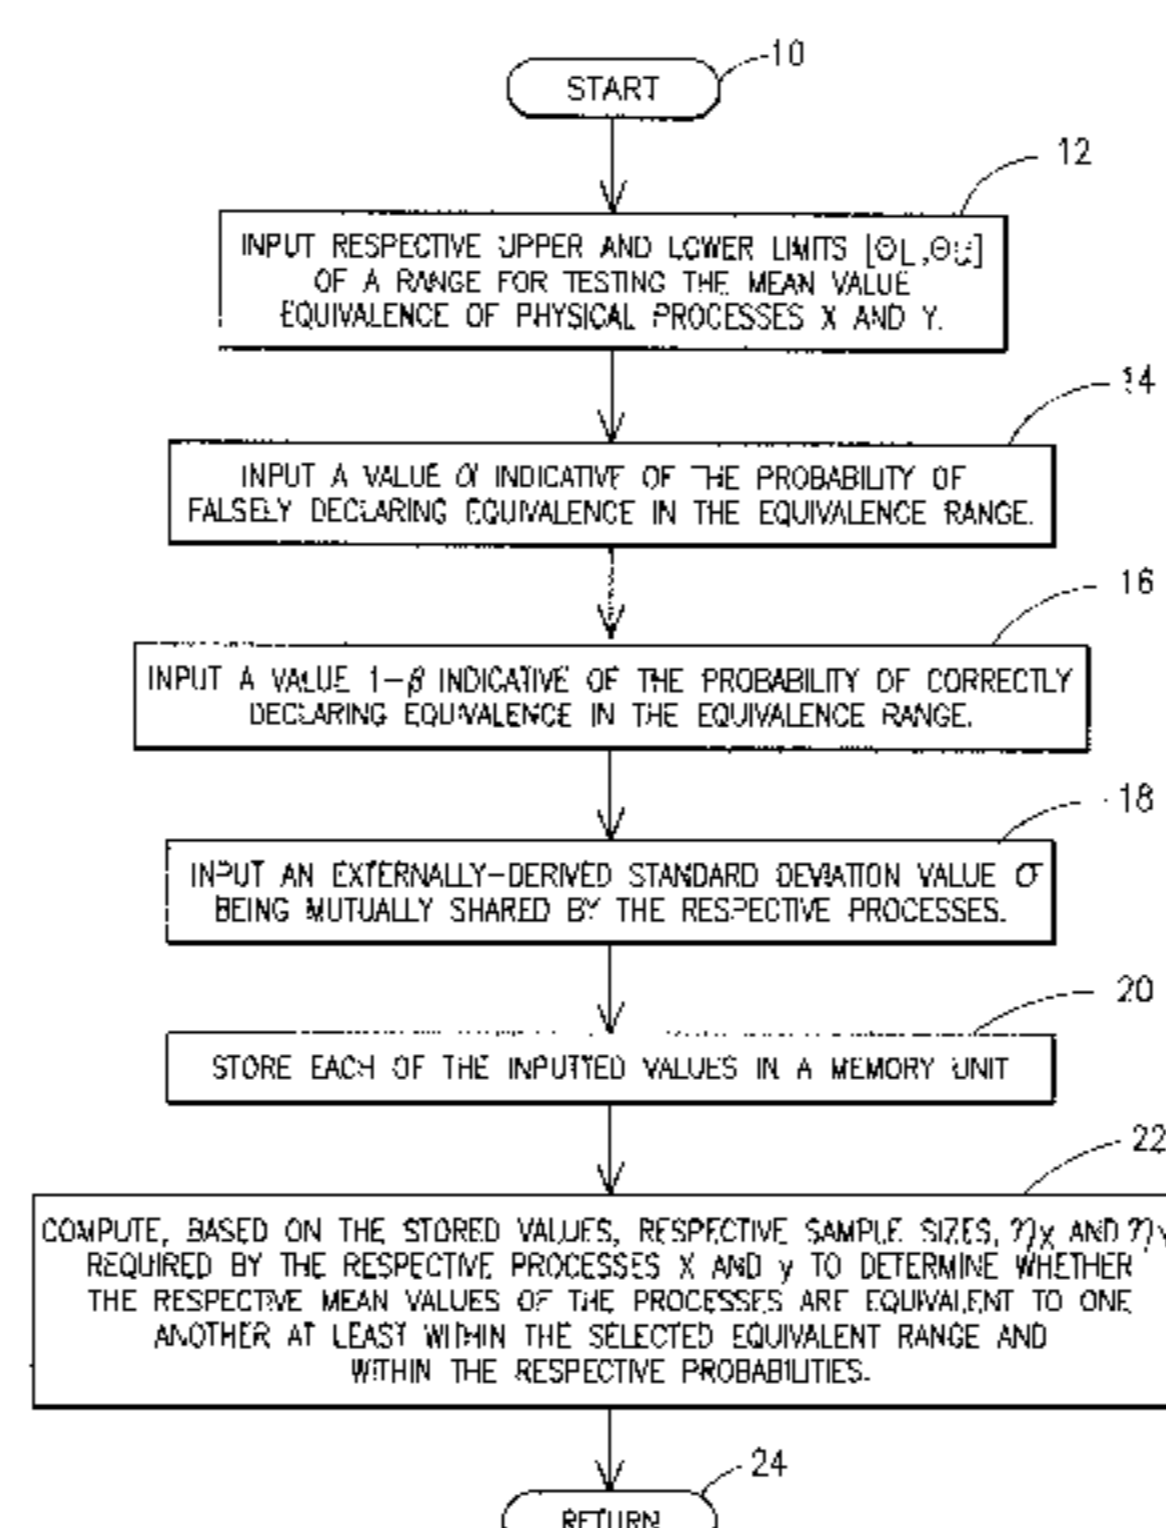 10
START
12
INPUT RESPECTIVE UPPER AND LOWER LIMITS [ΘL,ΘU]
OF A RANGE FOR TESTING THE MEAN VALUE
EQUIVALENCE OF PHYSICAL PROCESSES X AND Y.
14
INPUT A VALUE α INDICATIVE OF THE PROBABILITY OF
FALSELY DECLARING EQUIVALENCE IN THE EQUIVALENCE RANGE.
16
INPUT A VALUE 1-β INDICATIVE OF THE PROBABILITY OF CORRECTLY
DECLARING EQUIVALENCE IN THE EQUIVALENCE RANGE.
18
INPUT AN EXTERNALLY-DERIVED STANDARD DEVIATION VALUE σ
BEING MUTUALLY SHARED BY THE RESPECTIVE PROCESSES.
20
STORE EACH OF THE INPUTTED VALUES IN A MEMORY UNIT
22
COMPUTE, BASED ON THE STORED VALUES, RESPECTIVE SAMPLE SIZES, ηX AND ηY
REQUIRED BY THE RESPECTIVE PROCESSES X AND y TO DETERMINE WHETHER
THE RESPECTIVE MEAN VALUES OF THE PROCESSES ARE EQUIVALENT TO ONE
ANOTHER AT LEAST WITHIN THE SELECTED EQUIVALENT RANGE AND
WITHIN THE RESPECTIVE PROBABILITIES.
24
RETURN